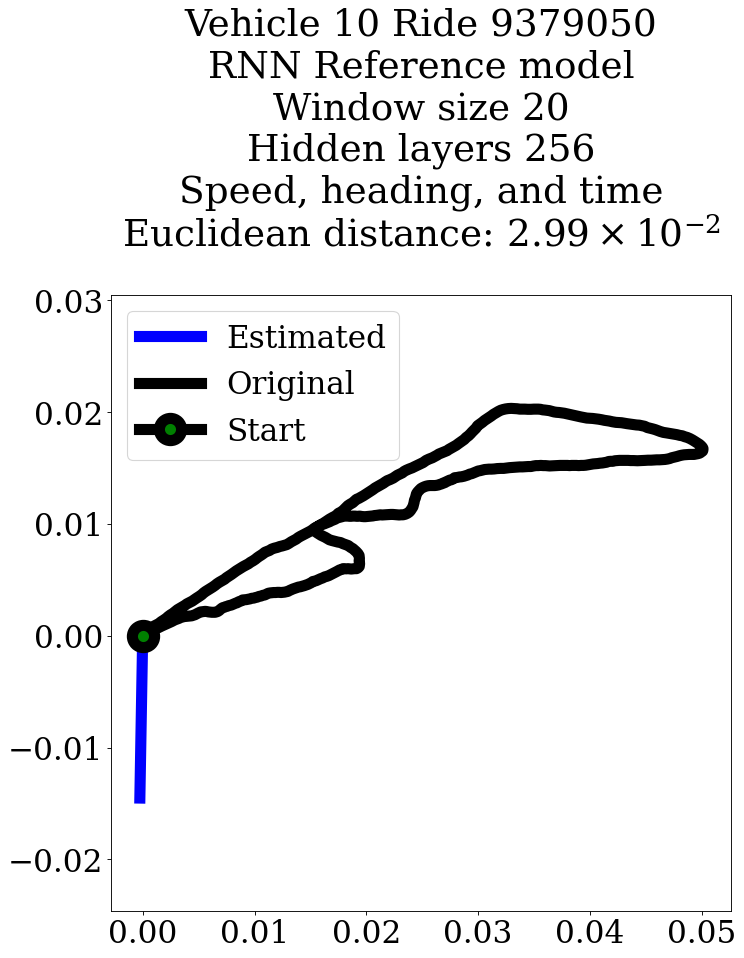 Vehicle 10 Ride 9379050
RNN Reference model
Window size 20
Hidden layers 256
Speed, heading, and time
Euclidean distance: 2.99 × 10⁻²
Estimated
Original
Start
0.03
0.02
0.01
0.00
−0.01
−0.02
0.00 0.01 0.02 0.03 0.04 0.05